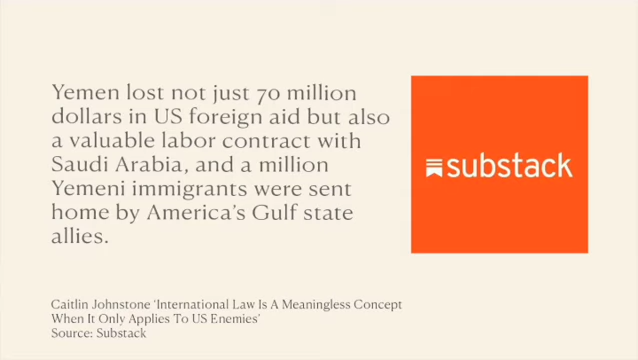 Yemen lost not just 70 million
dollars in US foreign aid but also
a valuable labor contract with
Saudi Arabia, and a million
Yemeni immigrants were sent
home by America's Gulf state
allies.
substack
Caitlin Johnstone 'International Law Is A Meaningless Concept
When It Only Applies To US Enemies'
Source: Substack